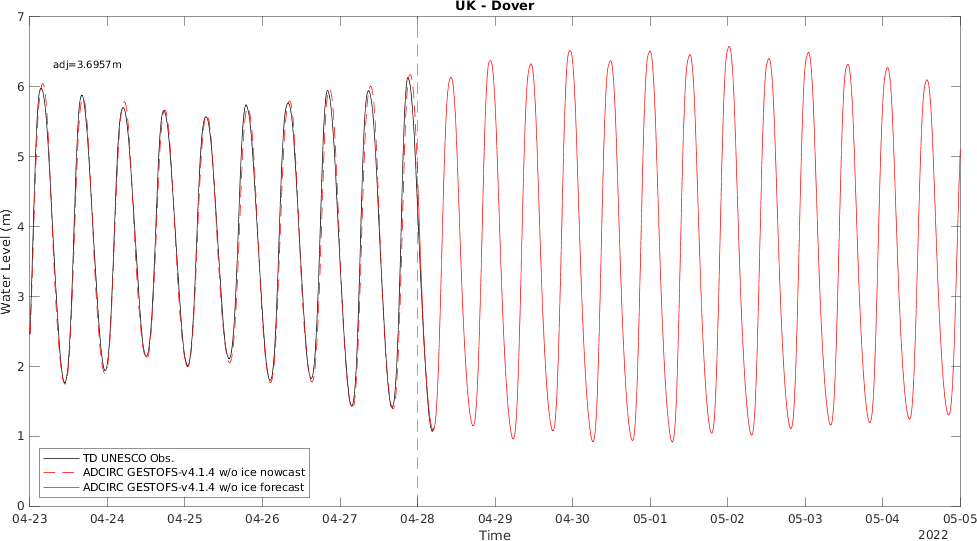 UK - Dover
adj=3.6957m
Water Level (m)
7
6
5
4
3
2
1
0
TD UNESCO Obs.
ADCIRC GESTOFS-v4.1.4 w/o ice nowcast
ADCIRC GESTOFS-v4.1.4 w/o ice forecast
04-23 04-24 04-25 04-26 04-27 04-28 04-29 04-30 05-01 05-02 05-03 05-04 05-05
Time
2022